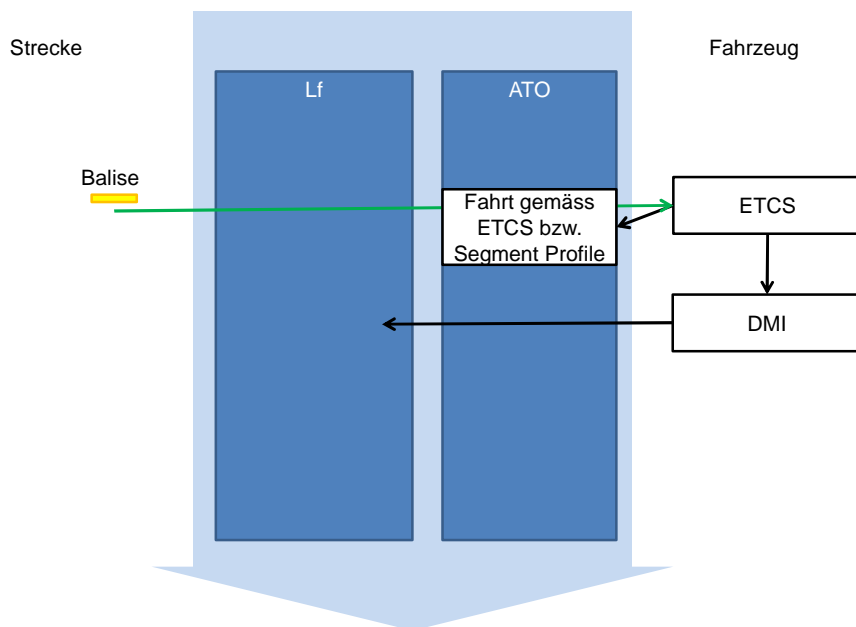 Strecke
Fahrzeug
Lf
ATO
Balise
Fahrt gemäss
ETCS bzw.
Segment Profile
ETCS
DMI